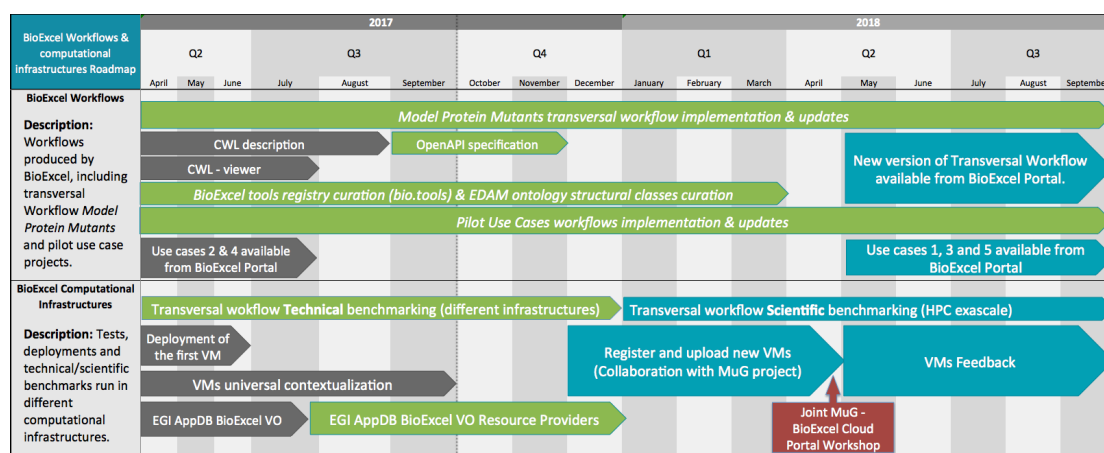 BioExcel Workflows &
computational
infrastructures Roadmap
2017
2018
Q2
Q3
Q4
Q1
Q2
Q3
April
May
June
July
August
September
October
November
December
January
February
March
April
May
June
July
August
September
BioExcel Workflows
Description:
Workflows
produced by
BioExcel, including
transversal
Workflow Model
Protein Mutants
and pilot use case
projects.
Model Protein Mutants transversal workflow implementation & updates
CWL description
OpenAPI specification
CWL - viewer
New version of Transversal Workflow
available from BioExcel Portal.
BioExcel tools registry curation (bio.tools) & EDAM ontology structural classes curation
Pilot Use Cases workflows implementation & updates
Use cases 2 & 4 available
from BioExcel Portal
Use cases 1, 3 and 5 available from
BioExcel Portal
BioExcel Computational
Infrastructures
Description: Tests,
deployments and
technical/scientific
benchmarks run in
different
computational
infrastructures.
Transversal wokflow Technical benchmarking (different infrastructures)
Transversal workflow Scientific benchmarking (HPC exascale)
Deployment of
the first VM
Register and upload new VMs
(Collaboration with MuG project)
VMs Feedback
VMs universal contextualization
EGI AppDB BioExcel VO
EGI AppDB BioExcel VO Resource Providers
Joint MuG -
BioExcel Cloud
Portal Workshop